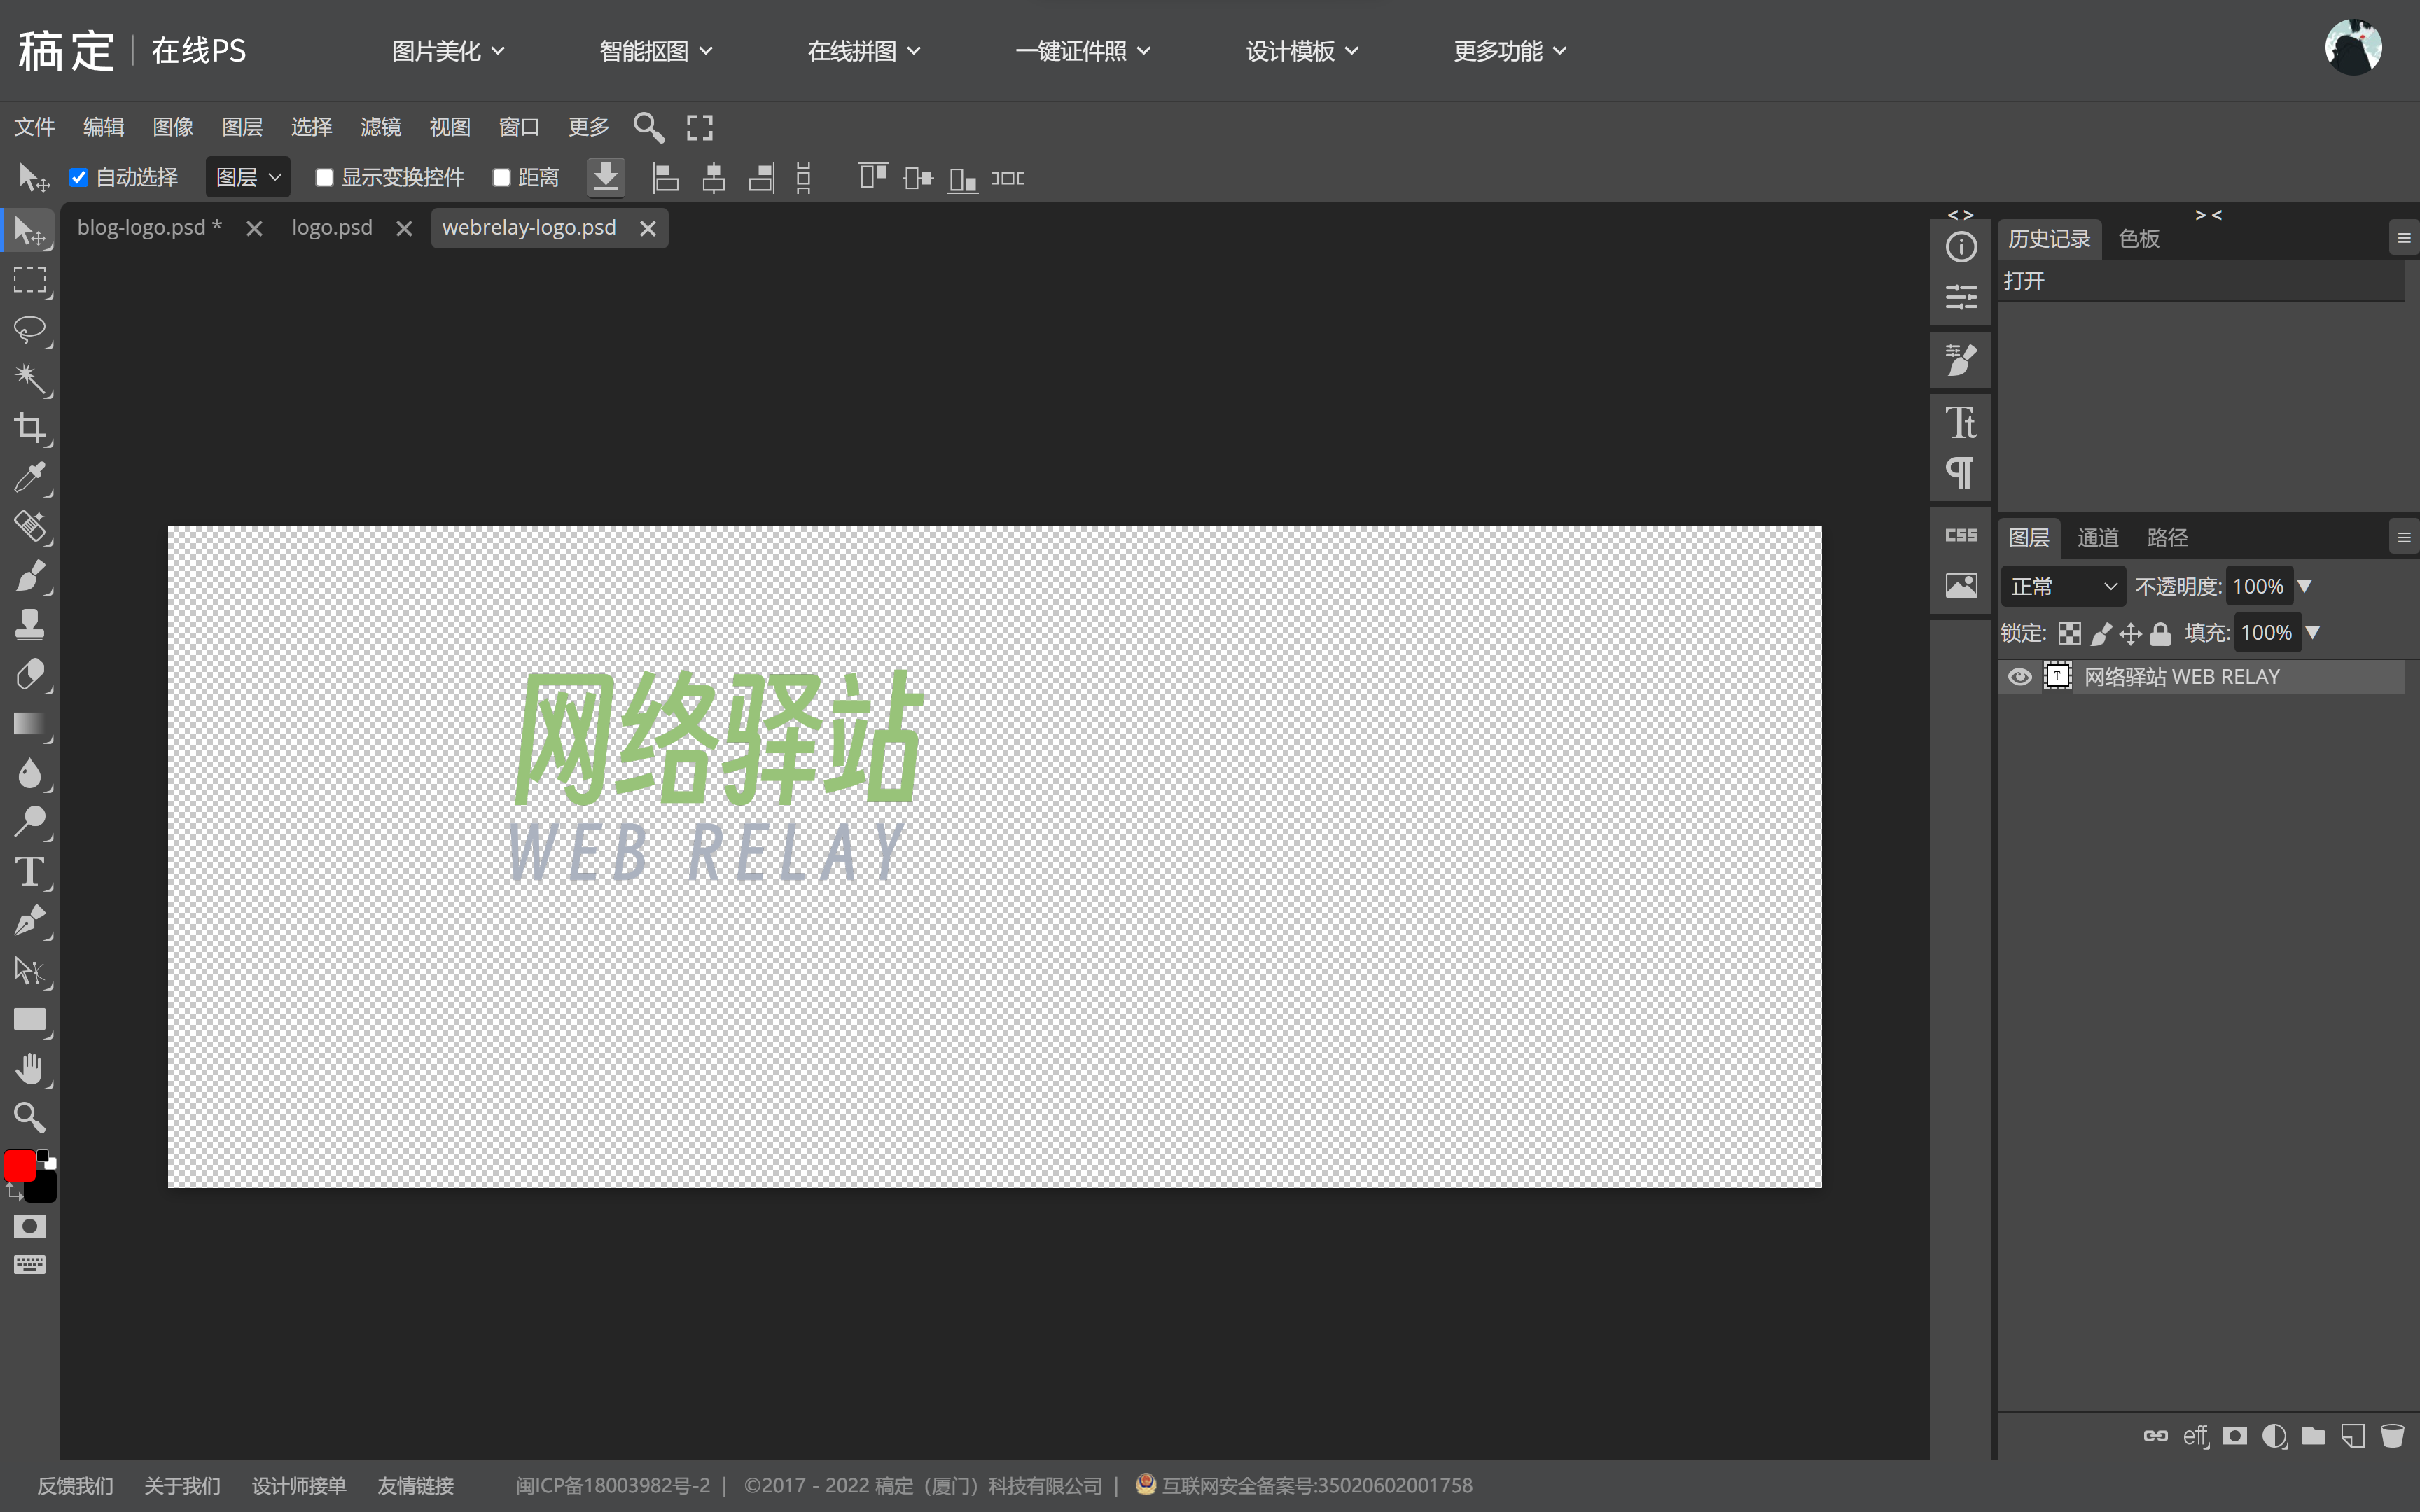 稿定 在线PS 图片美化 智能抠图 在线拼图 一键证件照 设计模板 更多功能
文件 编辑 图像 图层 选择 滤镜 视图 窗口 更多
自动选择 图层 显示变换控件 距离
blog-logo.psd * logo.psd webrelay-logo.psd
历史记录 色板
打开
Tt
¶
CSS
图层 通道 路径
正常 不透明度: 100%
锁定: 填充: 100%
T 网络驿站 WEB RELAY
网络驿站
WEB RELAY
T
eff
反馈我们 关于我们 设计师接单 友情链接 闽ICP备18003982号-2 | ©2017 - 2022 稿定（厦门）科技有限公司 | 互联网安全备案号:35020602001758